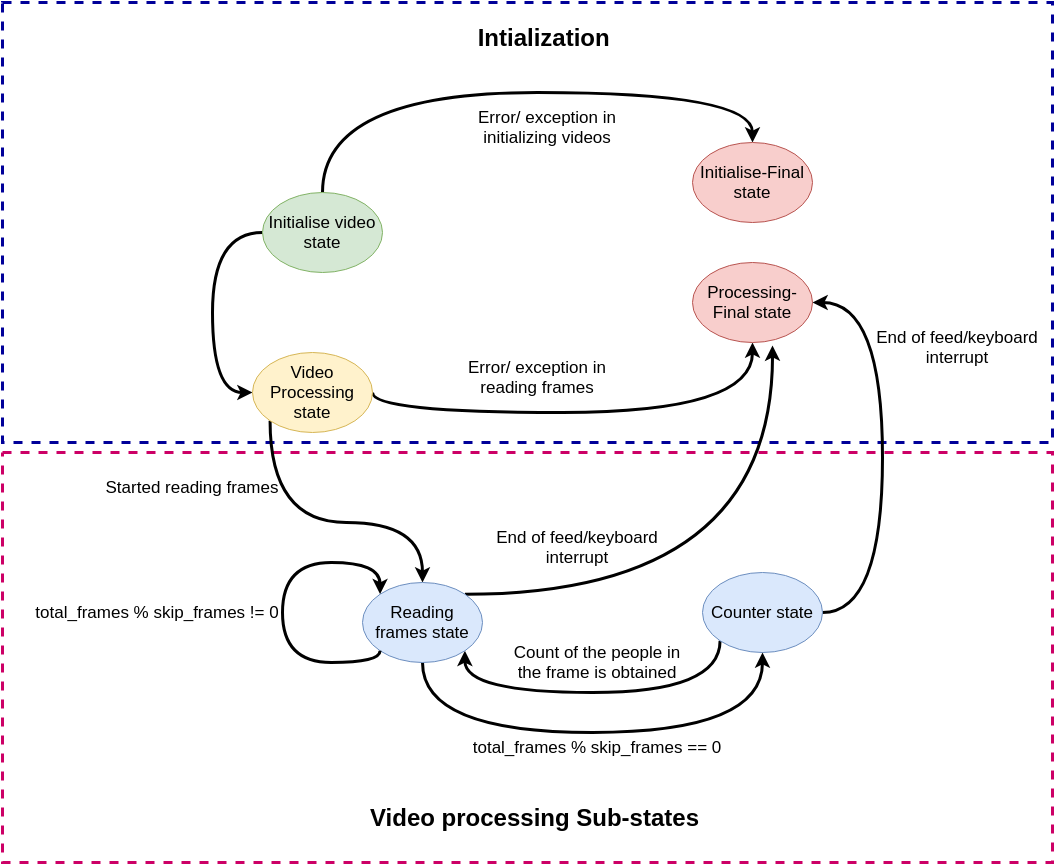 Intialization
Error/ exception in
initializing videos
Initialise-Final
state
Initialise video
state
Processing-
Final state
End of feed/keyboard
interrupt
Video
Processing
state
Error/ exception in
reading frames
Started reading frames
End of feed/keyboard
interrupt
total_frames % skip_frames != 0
Reading
frames state
Counter state
Count of the people in
the frame is obtained
total_frames % skip_frames == 0
Video processing Sub-states